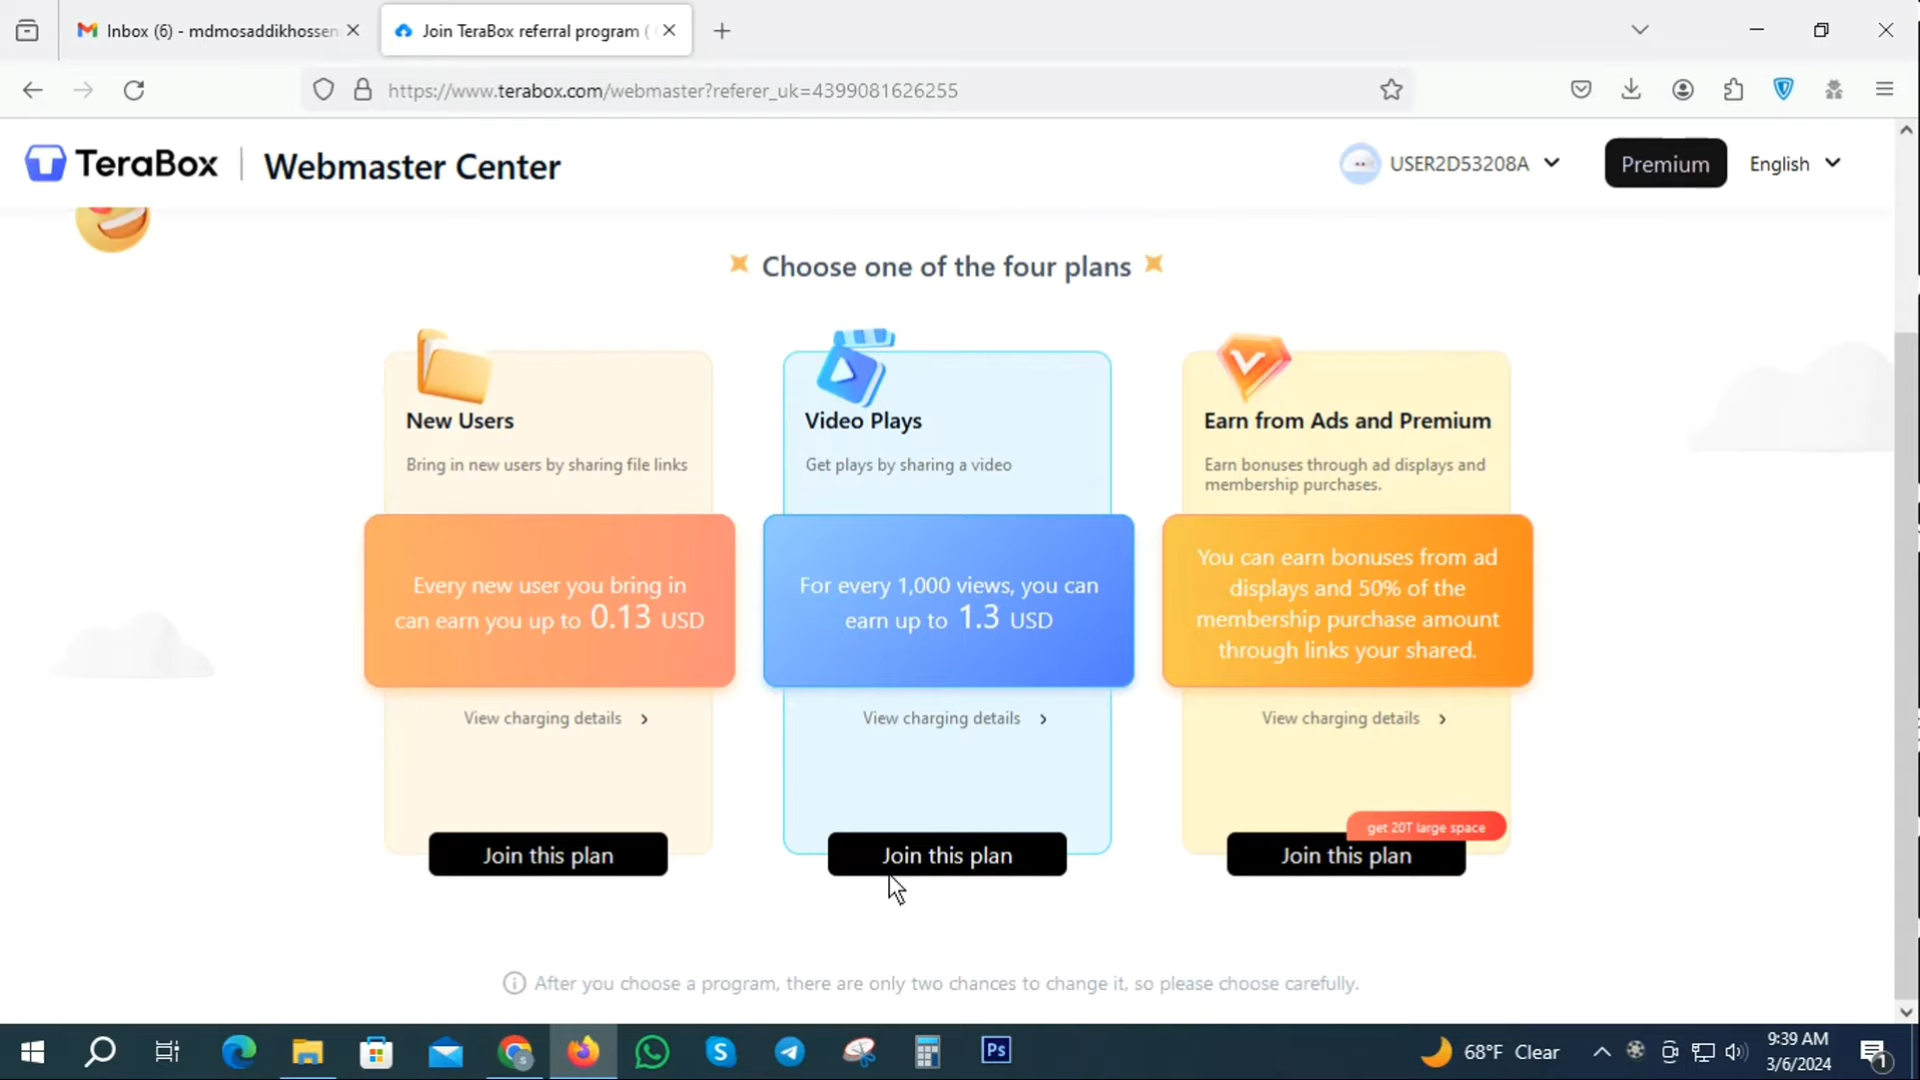 Inbox (6) - mdmosaddikhossen
Join TeraBox referral program (
https://www.terabox.com/webmaster?referer_uk=4399081626255
TeraBox | Webmaster Center
USER2D53208A
Premium
English
Choose one of the four plans
New Users
Bring in new users by sharing file links
Every new user you bring in
can earn you up to 0.13 USD
View charging details >
Join this plan
Video Plays
Get plays by sharing a video
For every 1,000 views, you can
earn up to 1.3 USD
View charging details >
Join this plan
Earn from Ads and Premium
Earn bonuses through ad displays and
membership purchases.
You can earn bonuses from ad
displays and 50% of the
membership purchase amount
through links your shared.
View charging details >
get 20T large space
Join this plan
After you choose a program, there are only two chances to change it, so please choose carefully.
Ps
68°F Clear
9:39 AM
3/6/2024
1